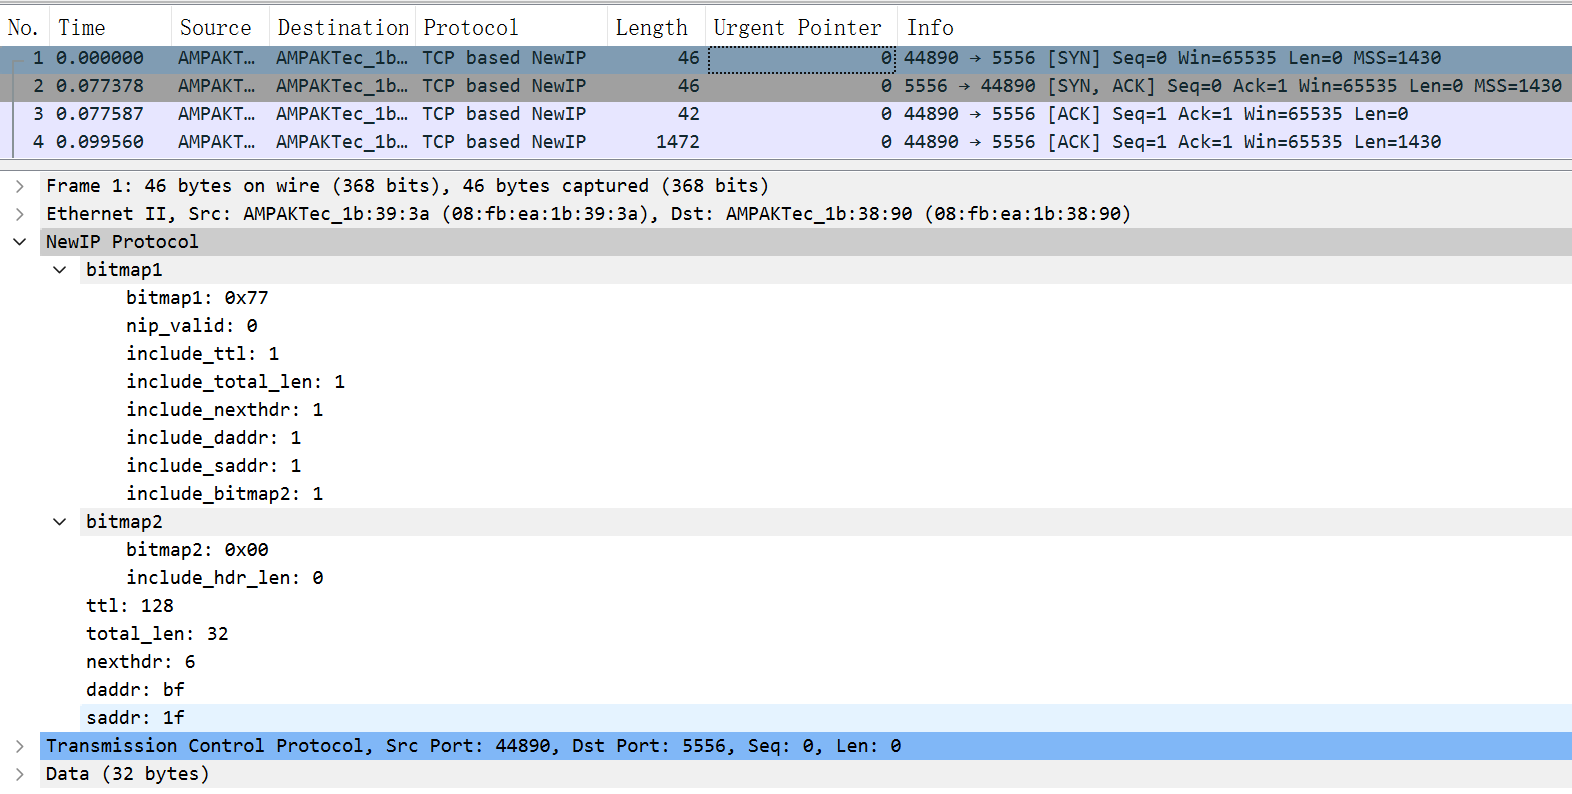 No. Time Source Destination Protocol Length Urgent Pointer Info
1 0.000000 AMPAKT… AMPAKTec_1b… TCP based NewIP 46 0 44890 → 5556 [SYN] Seq=0 Win=65535 Len=0 MSS=1430
2 0.077378 AMPAKT… AMPAKTec_1b… TCP based NewIP 46 0 5556 → 44890 [SYN, ACK] Seq=0 Ack=1 Win=65535 Len=0 MSS=1430
3 0.077587 AMPAKT… AMPAKTec_1b… TCP based NewIP 42 0 44890 → 5556 [ACK] Seq=1 Ack=1 Win=65535 Len=0
4 0.099560 AMPAKT… AMPAKTec_1b… TCP based NewIP 1472 0 44890 → 5556 [ACK] Seq=1 Ack=1 Win=65535 Len=1430
Frame 1: 46 bytes on wire (368 bits), 46 bytes captured (368 bits)
Ethernet II, Src: AMPAKTec_1b:39:3a (08:fb:ea:1b:39:3a), Dst: AMPAKTec_1b:38:90 (08:fb:ea:1b:38:90)
NewIP Protocol
bitmap1
bitmap1: 0x77
nip_valid: 0
include_ttl: 1
include_total_len: 1
include_nexthdr: 1
include_daddr: 1
include_saddr: 1
include_bitmap2: 1
bitmap2
bitmap2: 0x00
include_hdr_len: 0
ttl: 128
total_len: 32
nexthdr: 6
daddr: bf
saddr: 1f
Transmission Control Protocol, Src Port: 44890, Dst Port: 5556, Seq: 0, Len: 0
Data (32 bytes)